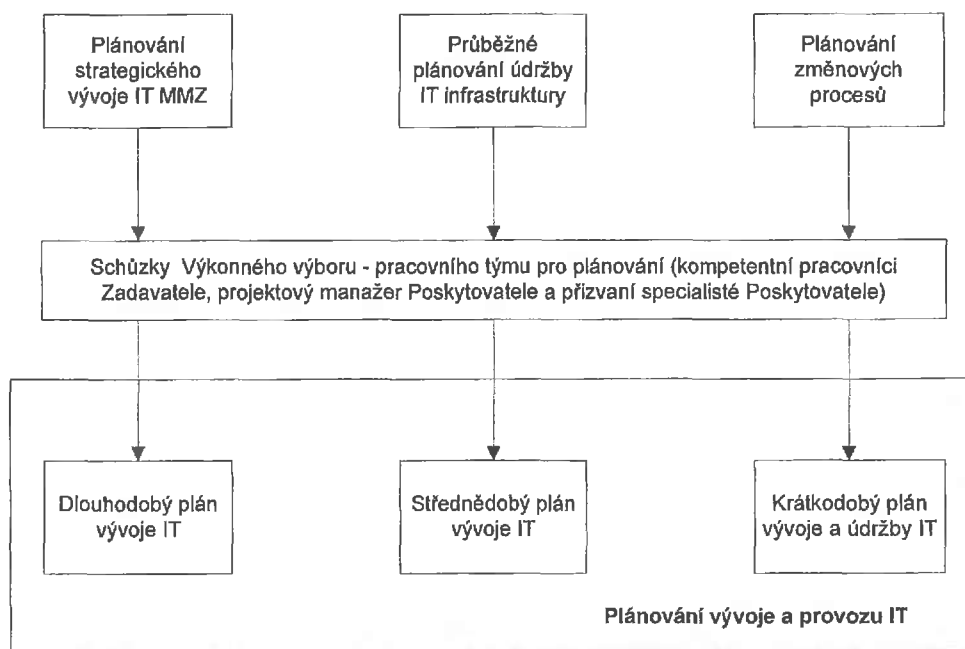 Plánování
strategického
vývoje IT MMZ
Průběžné
plánování údržby
IT infrastruktury
Plánování
změnových
procesů
Schůzky Výkonného výboru - pracovního týmu pro plánování (kompetentní pracovníci
Zadavatele, projektový manažer Poskytovatele a přizvaní specialisté Poskytovatele)
Dlouhodobý plán
vývoje IT
Střednědobý plán
vývoje IT
Krátkodobý plán
vývoje a údržby IT
Plánování vývoje a provozu IT